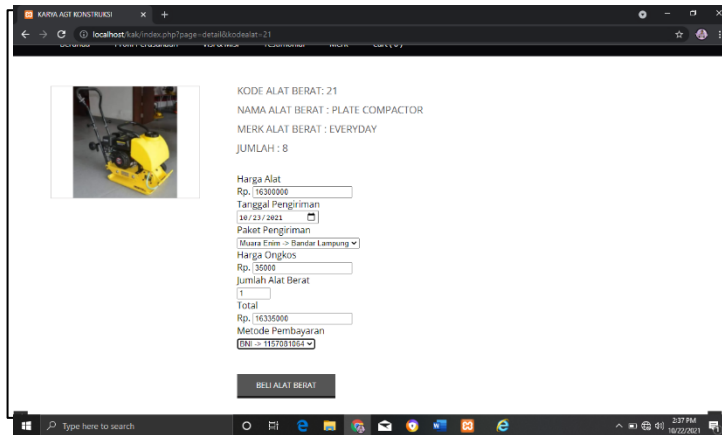 KARYA AGT KONSTRUKSI
localhost/kak/index.php?page=detail&kodealat=21
KODE ALAT BERAT: 21
NAMA ALAT BERAT : PLATE COMPACTOR
MERK ALAT BERAT : EVERYDAY
JUMLAH : 8
Harga Alat
Rp. 16300000
Tanggal Pengiriman
10/23/2021
Paket Pengiriman
Muara Enim -> Bandar Lampung
Harga Ongkos
Rp. 35000
Jumlah Alat Berat
1
Total
Rp. 16335000
Metode Pembayaran
BNI -> 1157081064
BELI ALAT BERAT
Type here to search
2:37 PM
10/22/2021